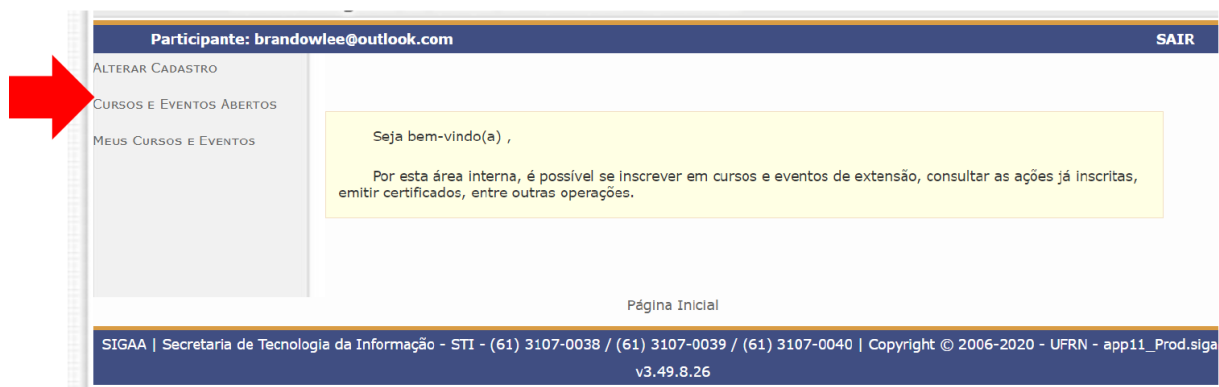 Participante: brandowlee@outlook.com SAIR
ALTERAR CADASTRO
CURSOS E EVENTOS ABERTOS
MEUS CURSOS E EVENTOS
Seja bem-vindo(a) ,
Por esta área interna, é possível se inscrever em cursos e eventos de extensão, consultar as ações já inscritas,
emitir certificados, entre outras operações.
Página Inicial
SIGAA | Secretaria de Tecnologia da Informação - STI - (61) 3107-0038 / (61) 3107-0039 / (61) 3107-0040 | Copyright © 2006-2020 - UFRN - app11_Prod.siga
v3.49.8.26